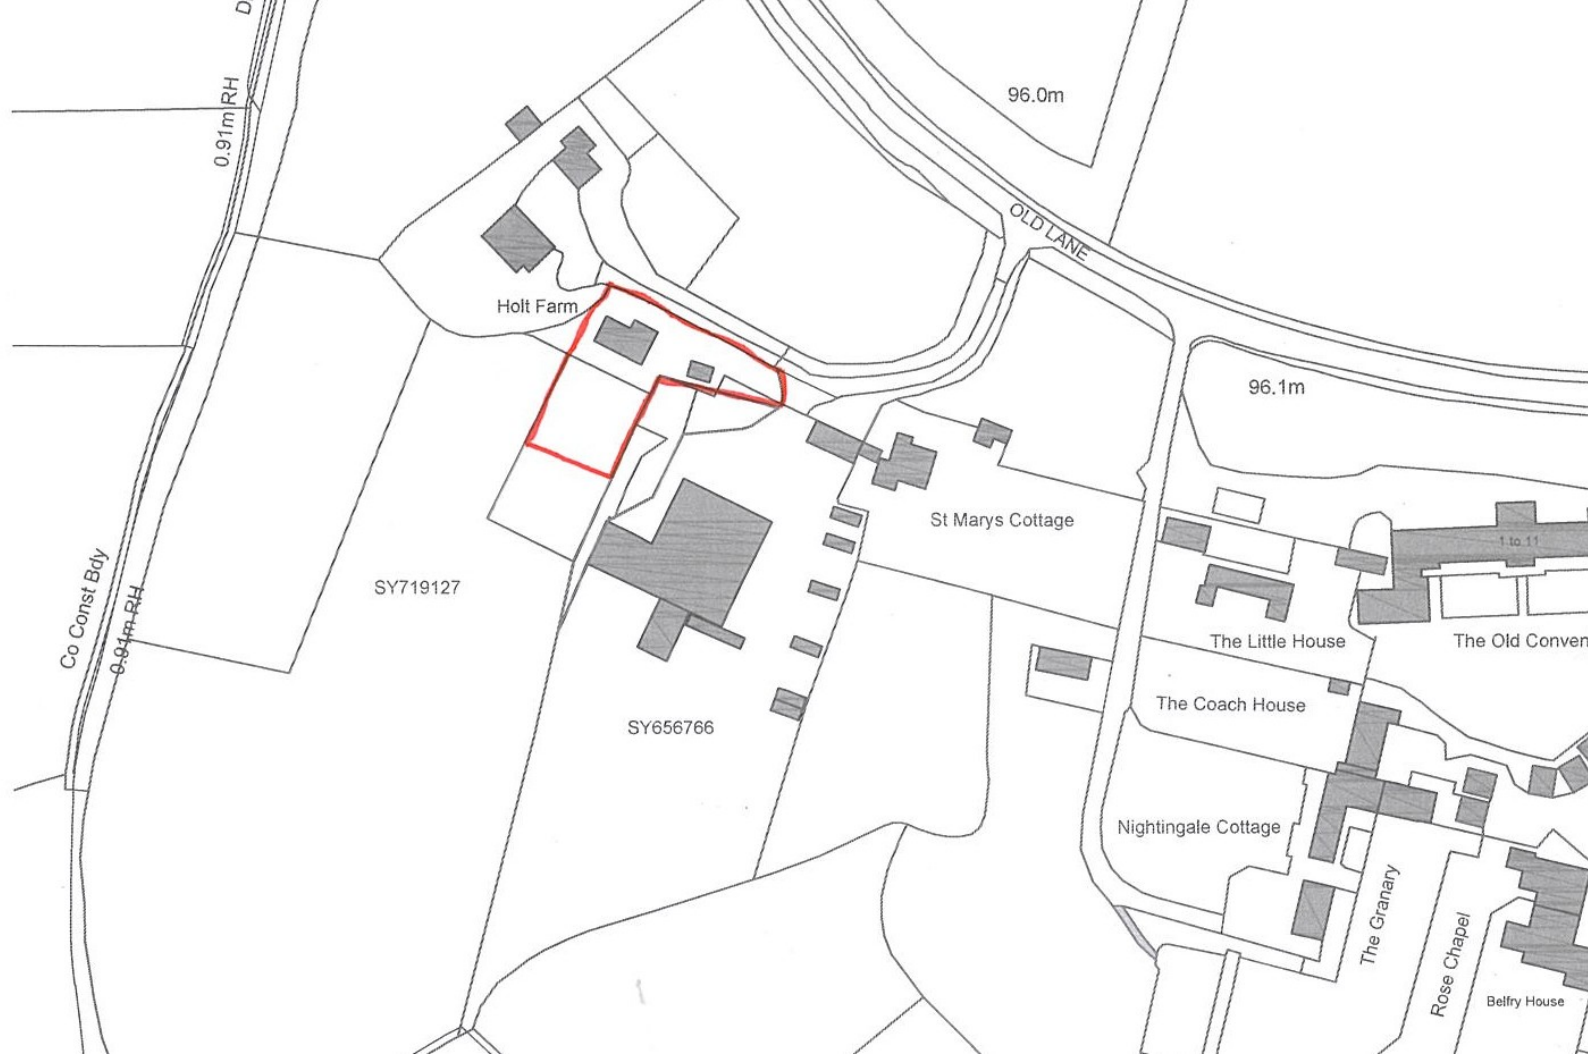 D
0.91m RH
96.0m
OLD LANE
Holt Farm
96.1m
St Marys Cottage
1 to 11
Co Const Bdy
0.91m RH
SY719127
The Little House
The Old Conven
SY656766
The Coach House
Nightingale Cottage
The Granary
Rose Chapel
Belfry House